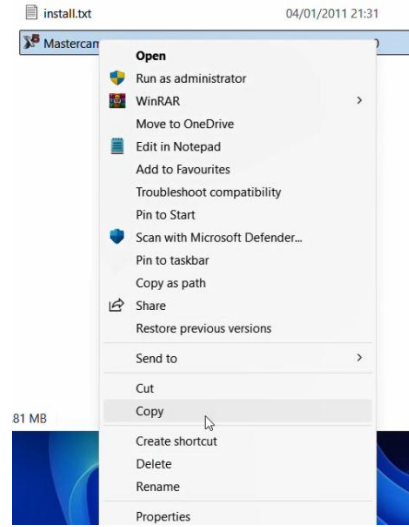 install.txt 04/01/2011 21:31
Mastercam
Open
Run as administrator
WinRAR
Move to OneDrive
Edit in Notepad
Add to Favourites
Troubleshoot compatibility
Pin to Start
Scan with Microsoft Defender...
Pin to taskbar
Copy as path
Share
Restore previous versions
Send to
Cut
81 MB
Copy
Create shortcut
Delete
Rename
Properties